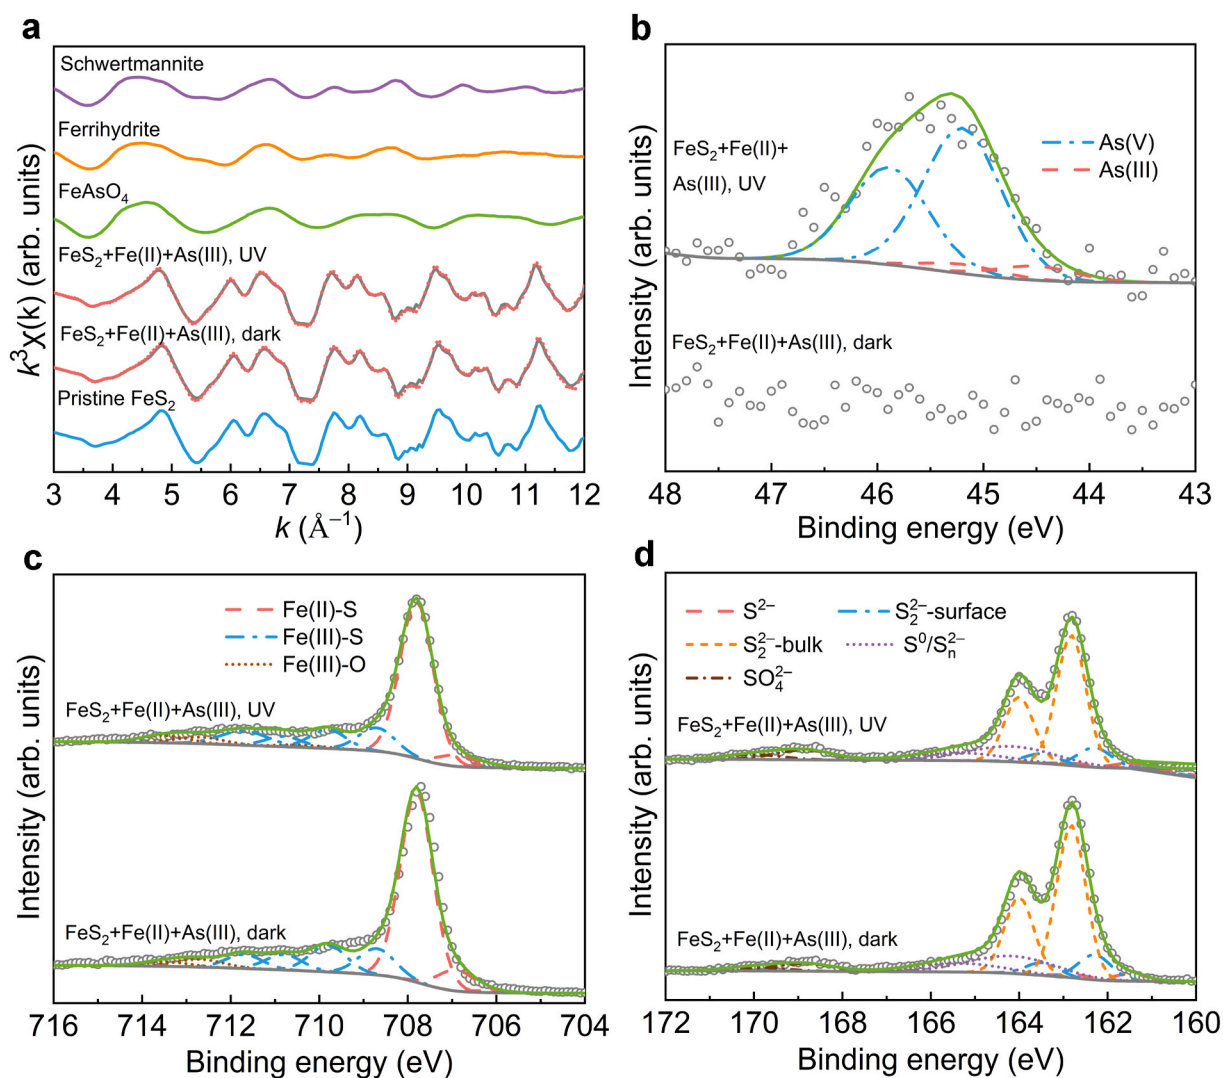 a
Schwertmannite
Ferrihydrite
FeAsO₄
FeS₂+Fe(II)+As(III), UV
FeS₂+Fe(II)+As(III), dark
Pristine FeS₂
k³χ(k) (arb. units)
3 4 5 6 7 8 9 10 11 12
k (Å⁻¹)
b
FeS₂+Fe(II)+
As(III), UV
As(V)
As(III)
FeS₂+Fe(II)+As(III), dark
Intensity (arb. units)
48 47 46 45 44 43
Binding energy (eV)
c
Fe(II)-S
Fe(III)-S
Fe(III)-O
FeS₂+Fe(II)+As(III), UV
FeS₂+Fe(II)+As(III), dark
Intensity (arb. units)
716 714 712 710 708 706 704
Binding energy (eV)
d
S²⁻ S₂²⁻-surface
S₂²⁻-bulk S⁰/Sₙ²⁻
SO₄²⁻
FeS₂+Fe(II)+As(III), UV
FeS₂+Fe(II)+As(III), dark
Intensity (arb. units)
172 170 168 166 164 162 160
Binding energy (eV)